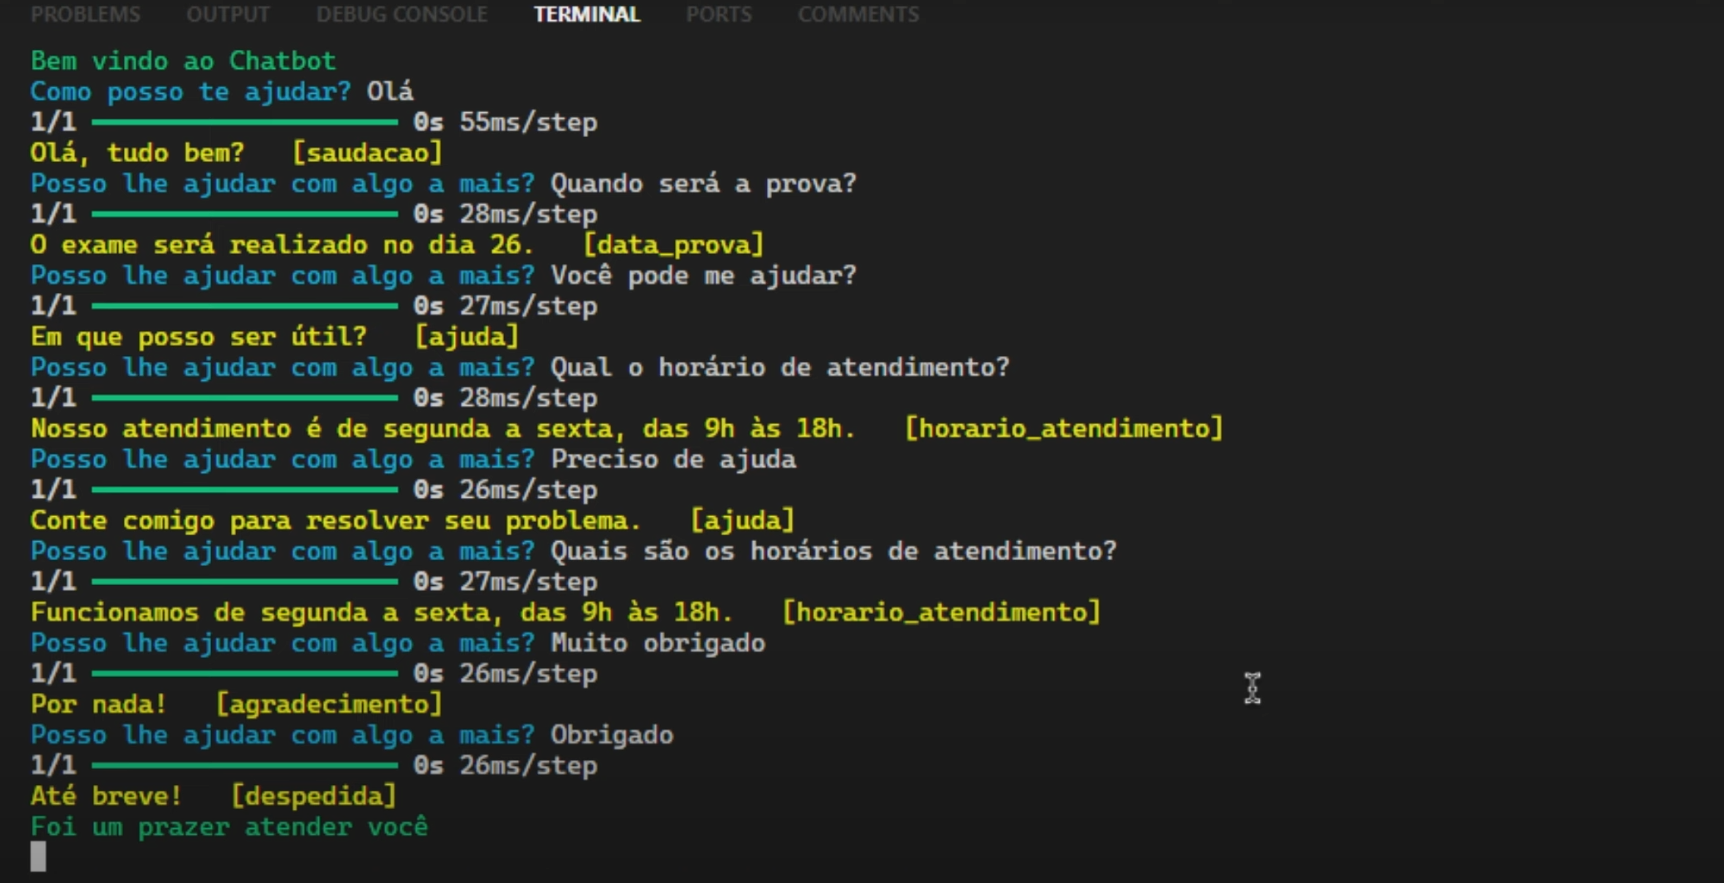 PROBLEMS OUTPUT DEBUG CONSOLE TERMINAL PORTS COMMENTS
Bem vindo ao Chatbot
Como posso te ajudar? Olá
1/1 0s 55ms/step
Olá, tudo bem? [saudacao]
Posso lhe ajudar com algo a mais? Quando será a prova?
1/1 0s 28ms/step
O exame será realizado no dia 26. [data_prova]
Posso lhe ajudar com algo a mais? Você pode me ajudar?
1/1 0s 27ms/step
Em que posso ser útil? [ajuda]
Posso lhe ajudar com algo a mais? Qual o horário de atendimento?
1/1 0s 28ms/step
Nosso atendimento é de segunda a sexta, das 9h às 18h. [horario_atendimento]
Posso lhe ajudar com algo a mais? Preciso de ajuda
1/1 0s 26ms/step
Conte comigo para resolver seu problema. [ajuda]
Posso lhe ajudar com algo a mais? Quais são os horários de atendimento?
1/1 0s 27ms/step
Funcionamos de segunda a sexta, das 9h às 18h. [horario_atendimento]
Posso lhe ajudar com algo a mais? Muito obrigado
1/1 0s 26ms/step
Por nada! [agradecimento]
Posso lhe ajudar com algo a mais? Obrigado
1/1 0s 26ms/step
Até breve! [despedida]
Foi um prazer atender você